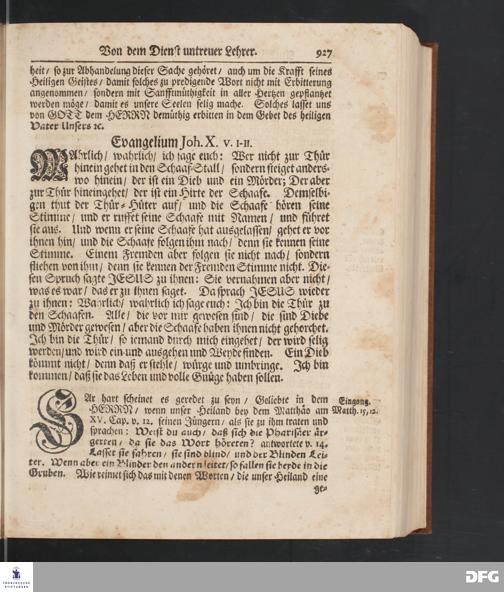 Von dem Dienst untreuer Lehrer. 927
heit/ so zur Abhandelung dieser Sache gehöret/ auch um die Krafft seines
Heiligen Geistes/ damit solches zu predigende Wort nicht mit Erbitterung
angenommen/ sondern mit Sanfftmüthigkeit in aller Hertzen gepflantzet
werden möge/ damit es unsere Seelen selig mache. Solches lasset uns
von GOTT dem HERRN demüthig erbitten in dem Gebet des heiligen
Vater Unsers ꝛc.
Evangelium Joh. X. v. 1-11.
WAhrlich/ wahrlich/ ich sage euch: Wer nicht zur Thür
hinein gehet in den Schaaf-Stall/ sondern steiget anders-
wo hinein/ der ist ein Dieb und ein Mörder; Der aber
zur Thür hineingehet/ der ist ein Hirte der Schaafe. Demselbi-
gen thut der Thür-Hüter auf/ und die Schaafe hören seine
Stimme/ und er ruffet seine Schaafe mit Namen/ und führet
sie aus. Und wenn er seine Schaafe hat ausgelassen/ gehet er vor
ihnen hin/ und die Schaafe folgen ihm nach/ denn sie kennen seine
Stimme. Einem Fremden aber folgen sie nicht nach/ sondern
fliehen von ihm/ denn sie kennen der Fremden Stimme nicht. Die-
sen Spruch sagte JESUS zu ihnen: Sie vernahmen aber nicht/
was es war/ das er zu ihnen saget. Da sprach JESUS wieder
zu ihnen: Warlich/ wahrlich ich sage euch: Ich bin die Thür zu
den Schaafen. Alle/ die vor mir gewesen sind/ die sind Diebe
und Mörder gewesen/ aber die Schaafe haben ihnen nicht gehorchet.
Ich bin die Thür/ so iemand durch mich eingehet/ der wird selig
werden/ und wird ein- und ausgehen und Weyde finden. Ein Dieb
kömmt nicht/ denn daß er stehle/ würge und umbringe. Ich bin
kommen/ daß sie das Leben und volle Gnüge haben sollen.
SAr hart scheinet es geredet zu seyn/ Geliebte in dem
HERRN/ wenn unser Heiland bey dem Matthäo am
XV. Cap. v. 12. seinen Jüngern/ als sie zu ihm traten und
sprachen: Weist du auch/ daß sich die Pharisäer är-
gerten/ da sie das Wort höreten? antwortete v. 14.
Lasset sie fahren/ sie sind blind/ und der Blinden Lei-
ter. Wenn aber ein Blinder den andern leitet/ so fallen sie beyde in die
Gruben. Wie reimet sich das mit denen Worten/ die unser Heiland eine
ge-
Eingang.
Matth. 15, 12.
DFG